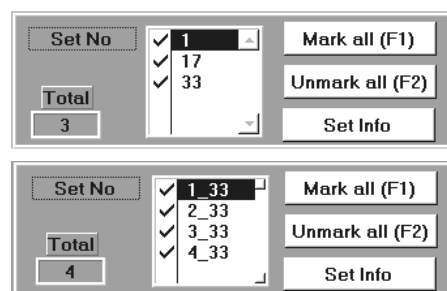 Set No
1
17
33
Total
3
Mark all (F1)
Unmark all (F2)
Set Info
Set No
1_33
2_33
3_33
4_33
Total
4
Mark all (F1)
Unmark all (F2)
Set Info